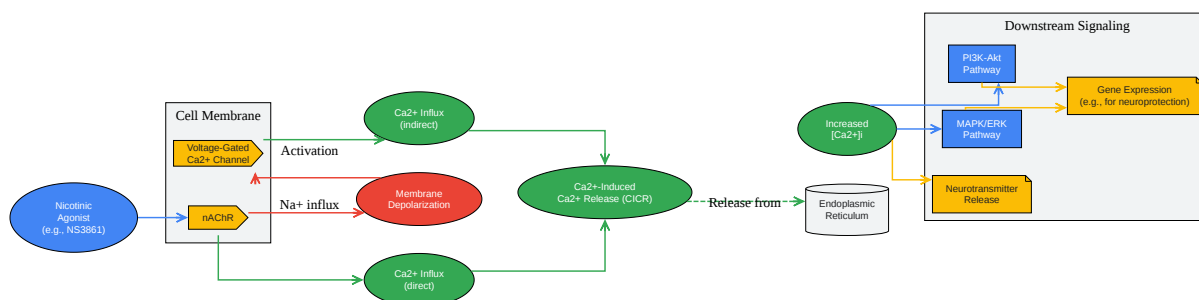 Downstream Signaling
PI3K-Akt
Pathway
Gene Expression
(e.g., for neuroprotection)
Cell Membrane
Ca2+ Influx
(indirect)
Increased
[Ca2+]i
MAPK/ERK
Pathway
Voltage-Gated
Ca2+ Channel
Activation
Nicotinic
Agonist
(e.g., NS3861)
nAChR
Na+ influx
Membrane
Depolarization
Ca2+-Induced
Ca2+ Release (CICR)
Release from
Endoplasmic
Reticulum
Neurotransmitter
Release
Ca2+ Influx
(direct)